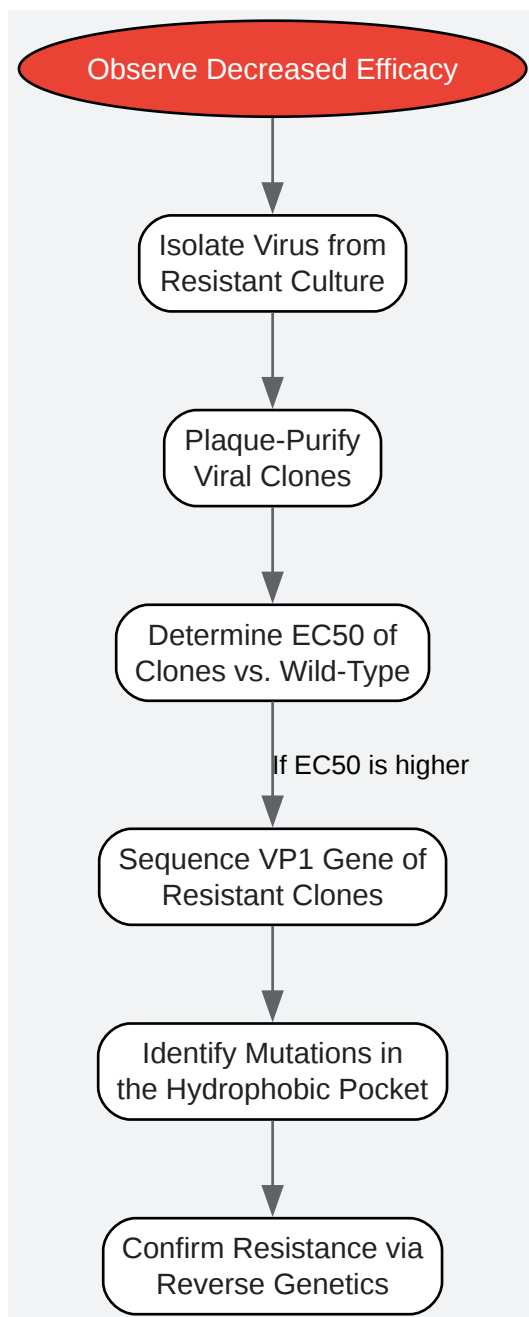 Observe Decreased Efficacy
Isolate Virus from
Resistant Culture
Plaque-Purify
Viral Clones
Determine EC50 of
Clones vs. Wild-Type
If EC50 is higher
Sequence VP1 Gene of
Resistant Clones
Identify Mutations in
the Hydrophobic Pocket
Confirm Resistance via
Reverse Genetics